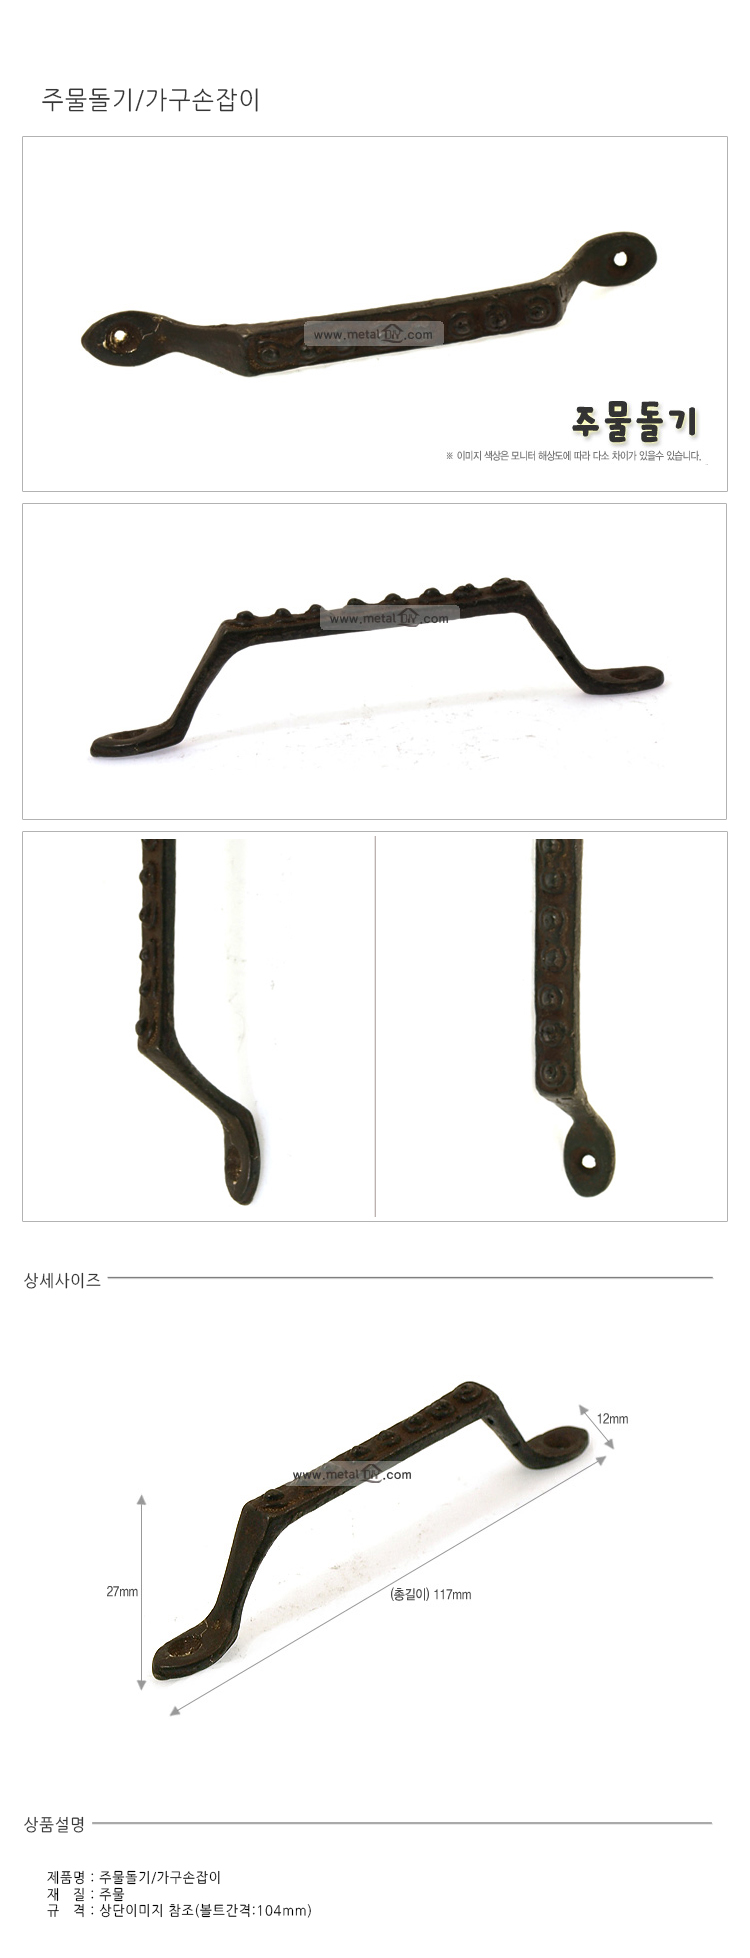 주물돌기/가구손잡이
www.metalDIY.com
주물돌기
※ 이미지 색상은 모니터 해상도에 따라 다소 차이가 있을수 있습니다.
www.metalDIY.com
상세사이즈
12mm
www.metalDIY.com
27mm
(총길이) 117mm
상품설명
제품명 : 주물돌기/가구손잡이
재 질 : 주물
규 격 : 상단이미지 참조(볼트간격:104mm)